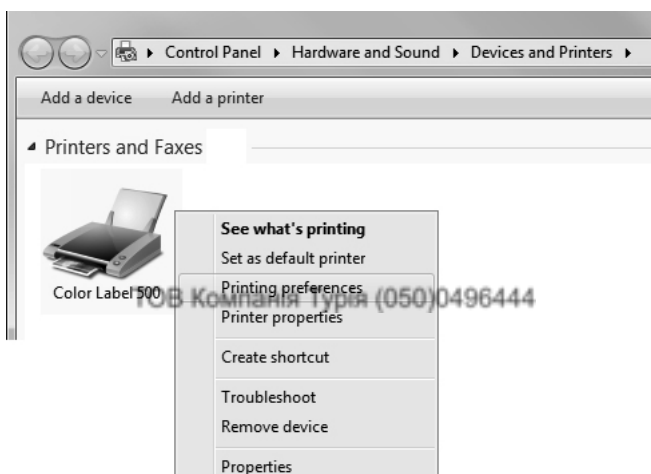 Control Panel ▸ Hardware and Sound ▸ Devices and Printers ▸
Add a device Add a printer
Printers and Faxes
See what's printing
Set as default printer
Color Label 500
Printing preferences
ТОВ Компанія Турія (050)0496444
Printer properties
Create shortcut
Troubleshoot
Remove device
Properties